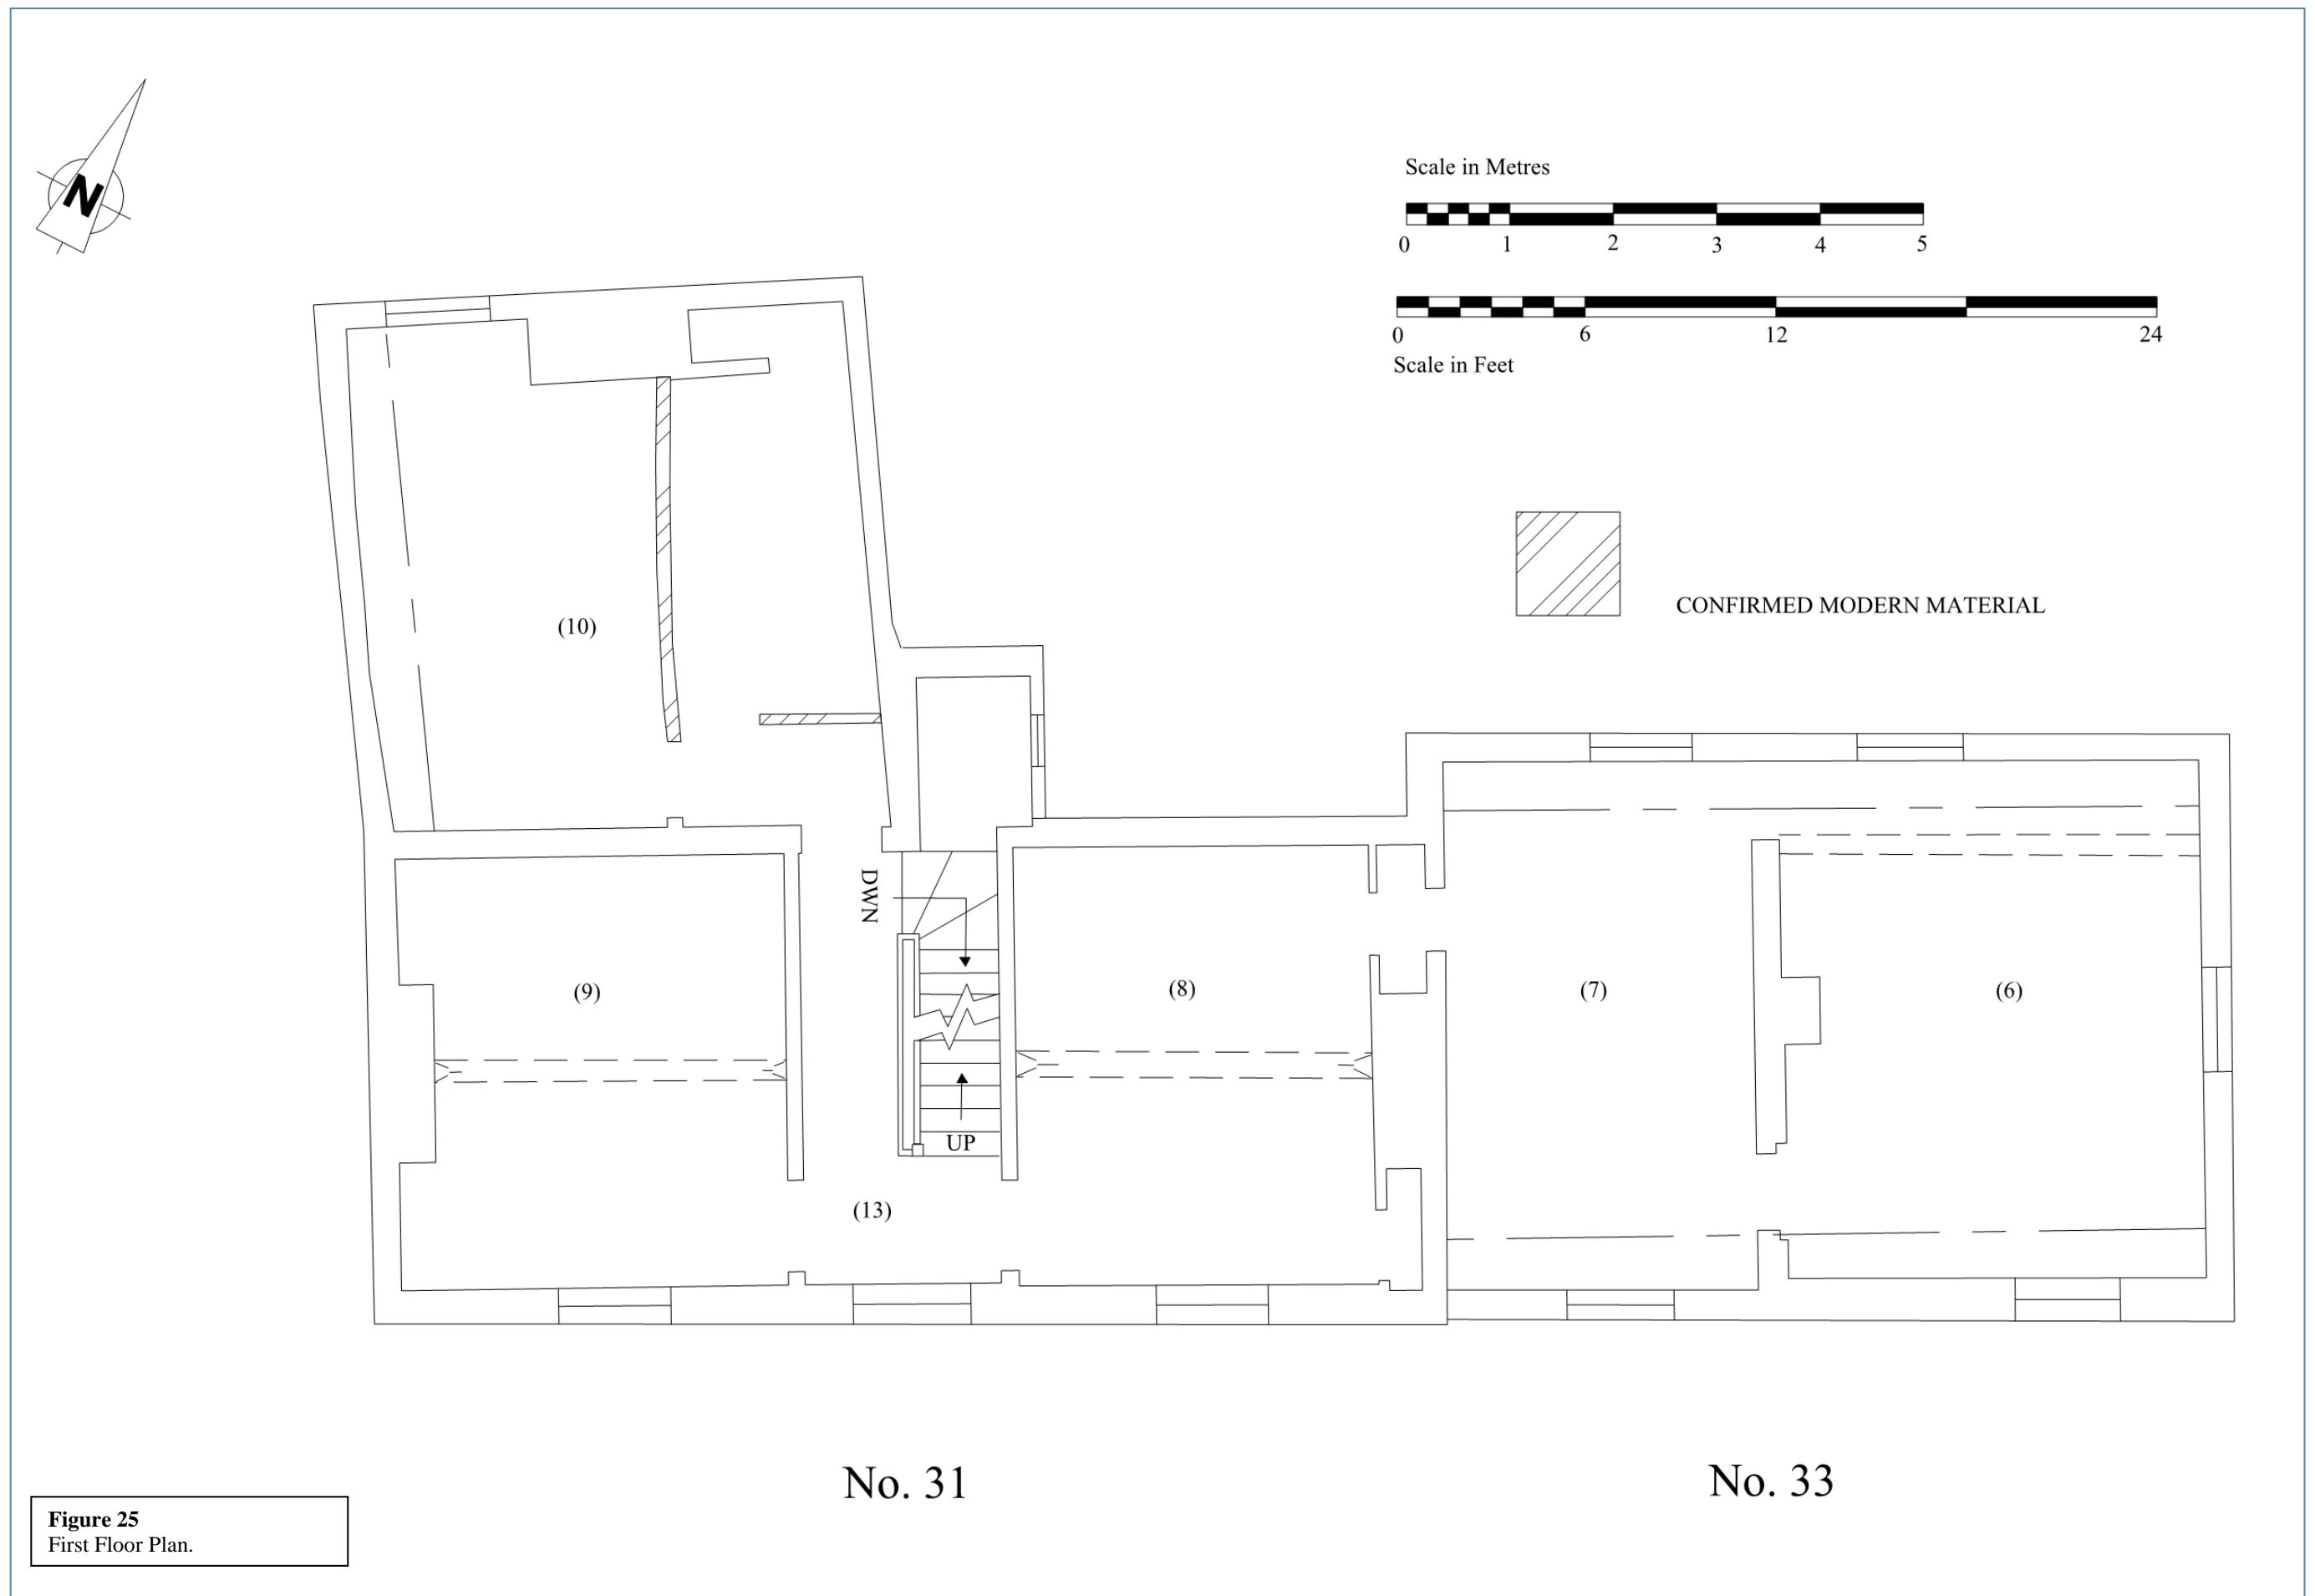 N
Scale in Metres
0 1 2 3 4 5
0 6 12 24
Scale in Feet
CONFIRMED MODERN MATERIAL
(10)
DWN
(9)
(8)
(7)
(6)
UP
(13)
No. 31
No. 33
Figure 25
First Floor Plan.